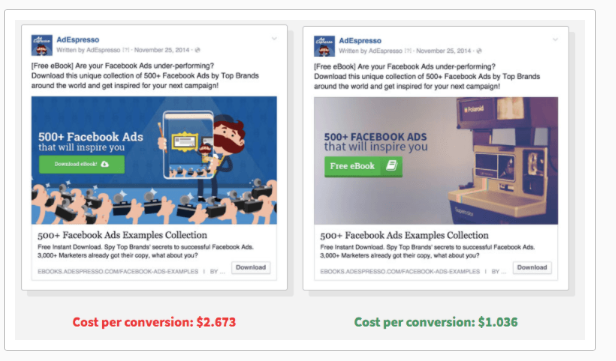 AdEspresso
Written by AdEspresso [?] · November 29, 2014 ·
[Free eBook] Are your Facebook Ads under-performing?
Download this unique collection of 500+ Facebook Ads by Top Brands
around the world and get inspired for your next campaign!
500+ Facebook Ads
that will inspire you
Download eBook!
500+ Facebook Ads Examples Collection
Free Instant Download. Spy Top Brands' secrets to successful Facebook Ads.
3,000+ Marketers already got their copy, what about you?
EBOOKS.ADESPRESSO.COM/FACEBOOK-ADS-EXAMPLES | BY ...
Download
Cost per conversion: $2.673
AdEspresso
Written by AdEspresso [?] · November 25, 2014 ·
[Free eBook] Are your Facebook Ads under-performing?
Download this unique collection of 500+ Facebook Ads by Top Brands
around the world and get inspired for your next campaign!
Polaroid
500+ FACEBOOK ADS
that will inspire you
Free eBook
500+ Facebook Ads Examples Collection
Free Instant Download. Spy Top Brands' secrets to successful Facebook Ads.
3,000+ Marketers already got their copy, what about you?
EBOOKS.ADESPRESSO.COM/FACEBOOK-ADS-EXAMPLES | BY ...
Download
Cost per conversion: $1.036